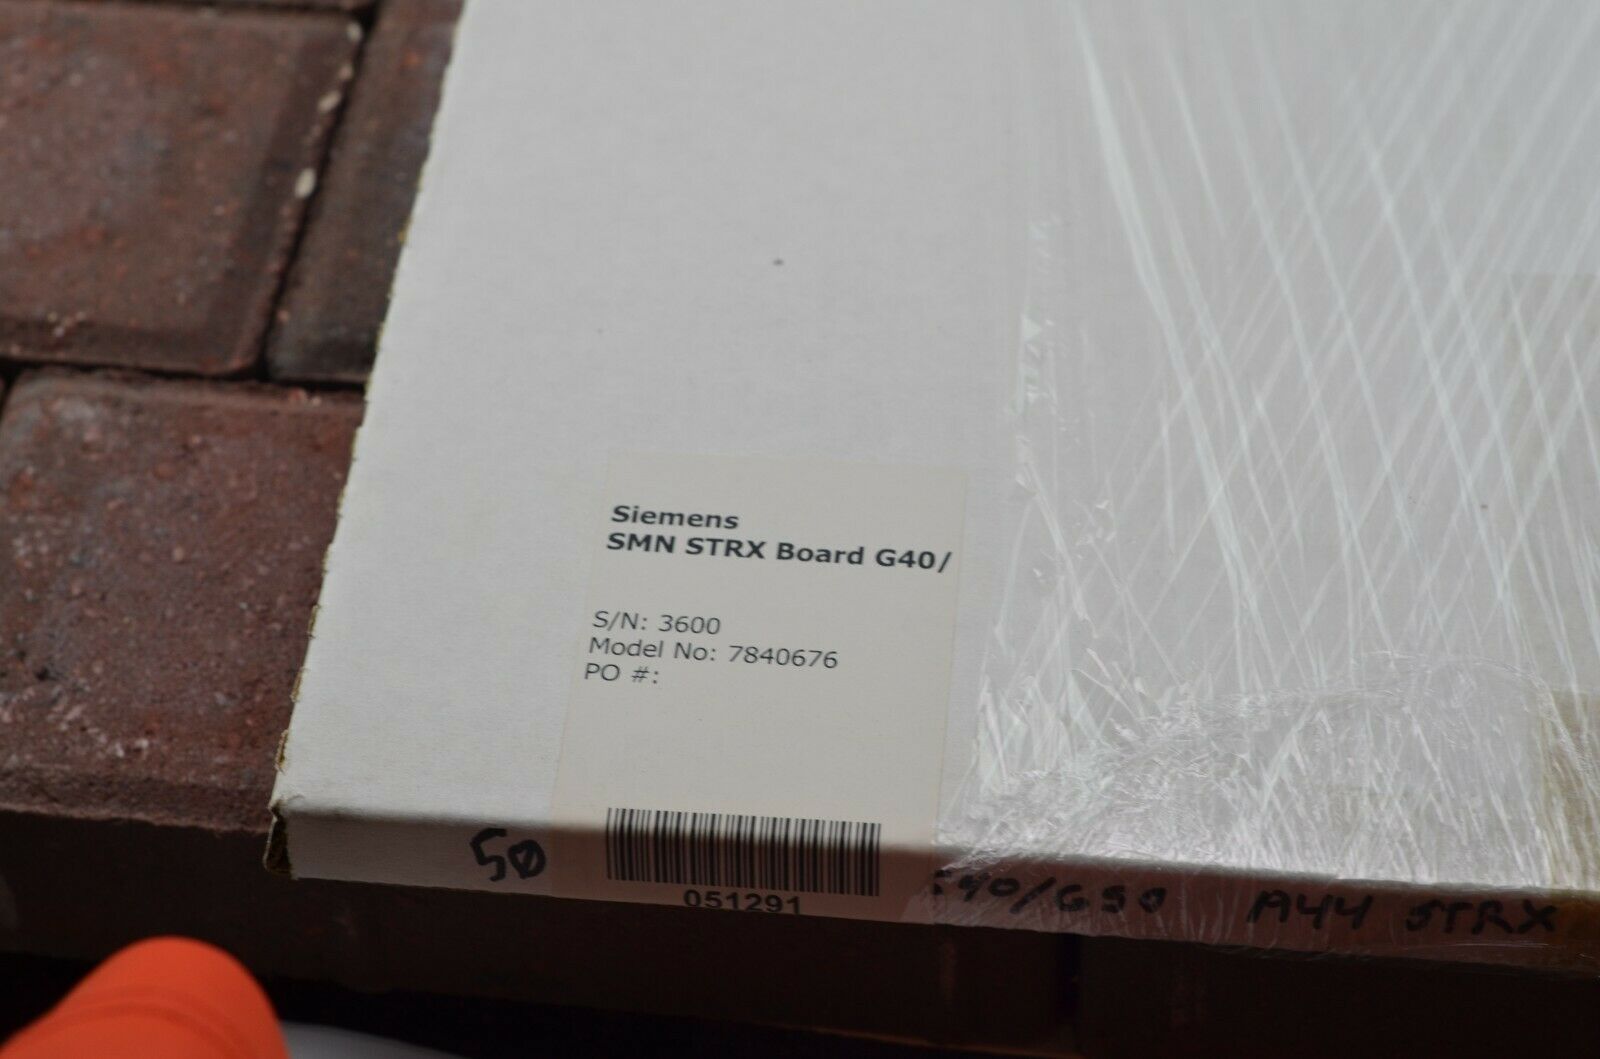 Siemens
SMN STRX Board G40/
S/N: 3600
Model No: 7840676
PO #:
50
051291
A44 STRX